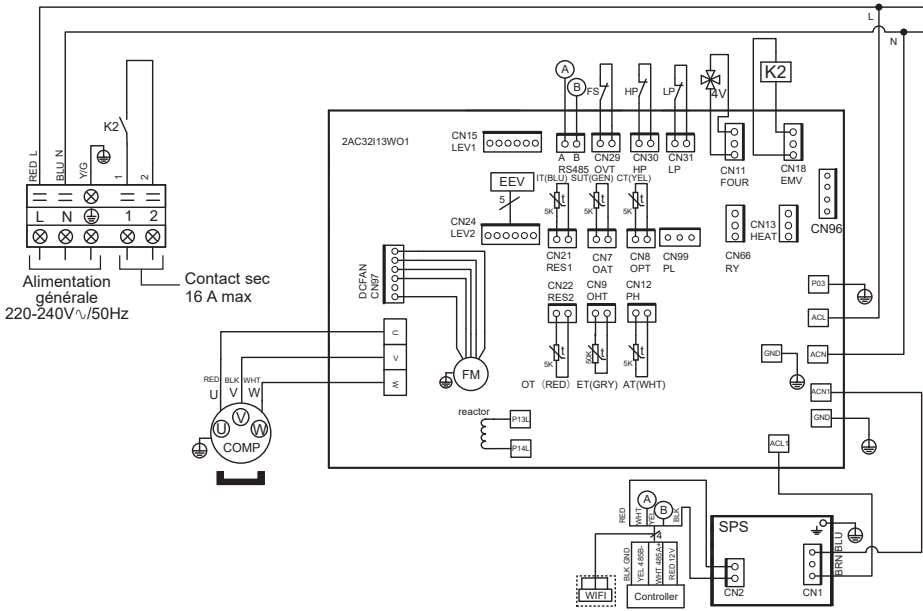 L
N
RED L
BLU N
Y/G
K2
1
2
L N 1 2
Alimentation
générale
220-240V∿/50Hz
Contact sec
16 A max
2AC32I13WO1
CN15
LEV1
A
B
FS
HP
LP
4V
K2
A B
RS485
CN29
OVT
CN30
HP
CN31
LP
CN11
FOUR
CN18
EMV
CN96
IT(BLU) SUT(GEN) CT(YEL)
EEV
5
CN24
LEV2
t
5K
t
5K
t
5K
CN21
RES1
CN7
OAT
CN8
OPT
CN99
PL
CN66
RY
CN13
HEAT
DCFAN
CN97
CN22
RES2
CN9
OHT
CN12
PH
t
5K
t
50K
t
5K
OT（RED） ET(GRY) AT(WHT)
P03
ACL
GND
ACN
ACN1
GND
ACL1
U
V
W
FM
RED BLK WHT
U V W
U V W
COMP
reactor
P13L
P14L
RED
WHT
YEL
BLK
A
B
4
BLK GND
YEL 485B-
WHT 485A+
RED 12V
WIFI
Controller
SPS
CN2
CN1
BRN
BLU